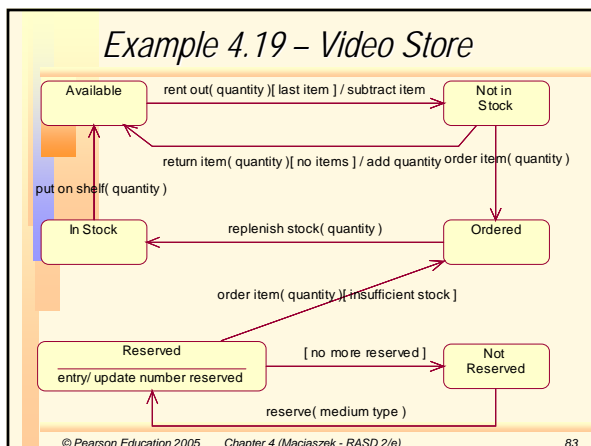 Example 4.19 – Video Store
Available
rent out( quantity )[ last item ] / subtract item
Not in
Stock
return item( quantity )[ no items ] / add quantity
order item( quantity )
put on shelf( quantity )
In Stock
replenish stock( quantity )
Ordered
order item( quantity )[ insufficient stock ]
Reserved
entry/ update number reserved
[ no more reserved ]
Not
Reserved
reserve( medium type )
© Pearson Education 2005 Chapter 4 (Maciaszek - RASD 2/e) 83